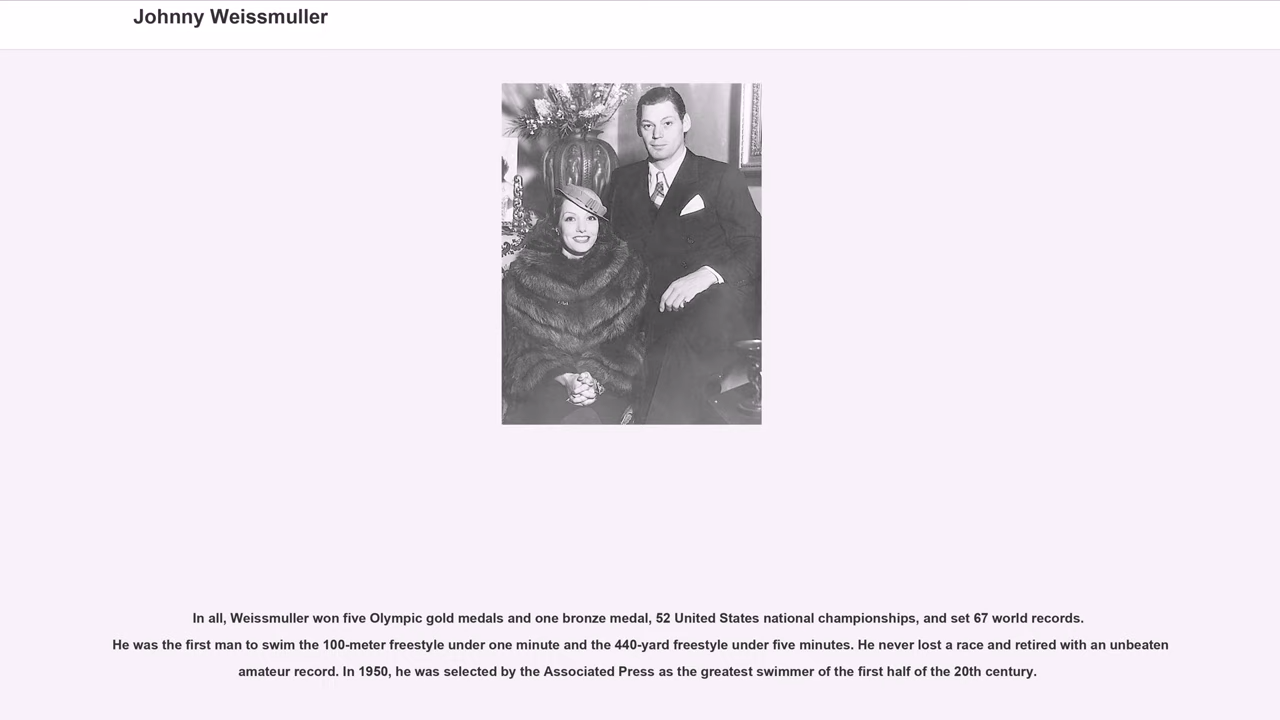 Johnny Weissmuller
In all, Weissmuller won five Olympic gold medals and one bronze medal, 52 United States national championships, and set 67 world records.
He was the first man to swim the 100-meter freestyle under one minute and the 440-yard freestyle under five minutes. He never lost a race and retired with an unbeaten
amateur record. In 1950, he was selected by the Associated Press as the greatest swimmer of the first half of the 20th century.